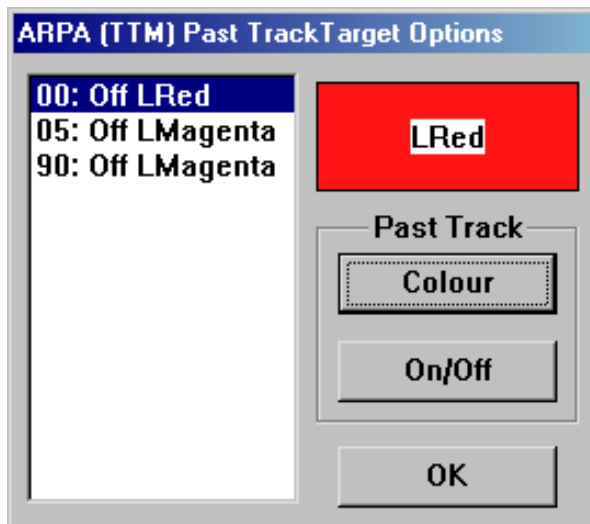 ARPA (TTM) Past TrackTarget Options
00: Off LRed
05: Off LMagenta
90: Off LMagenta
LRed
Past Track
Colour
On/Off
OK